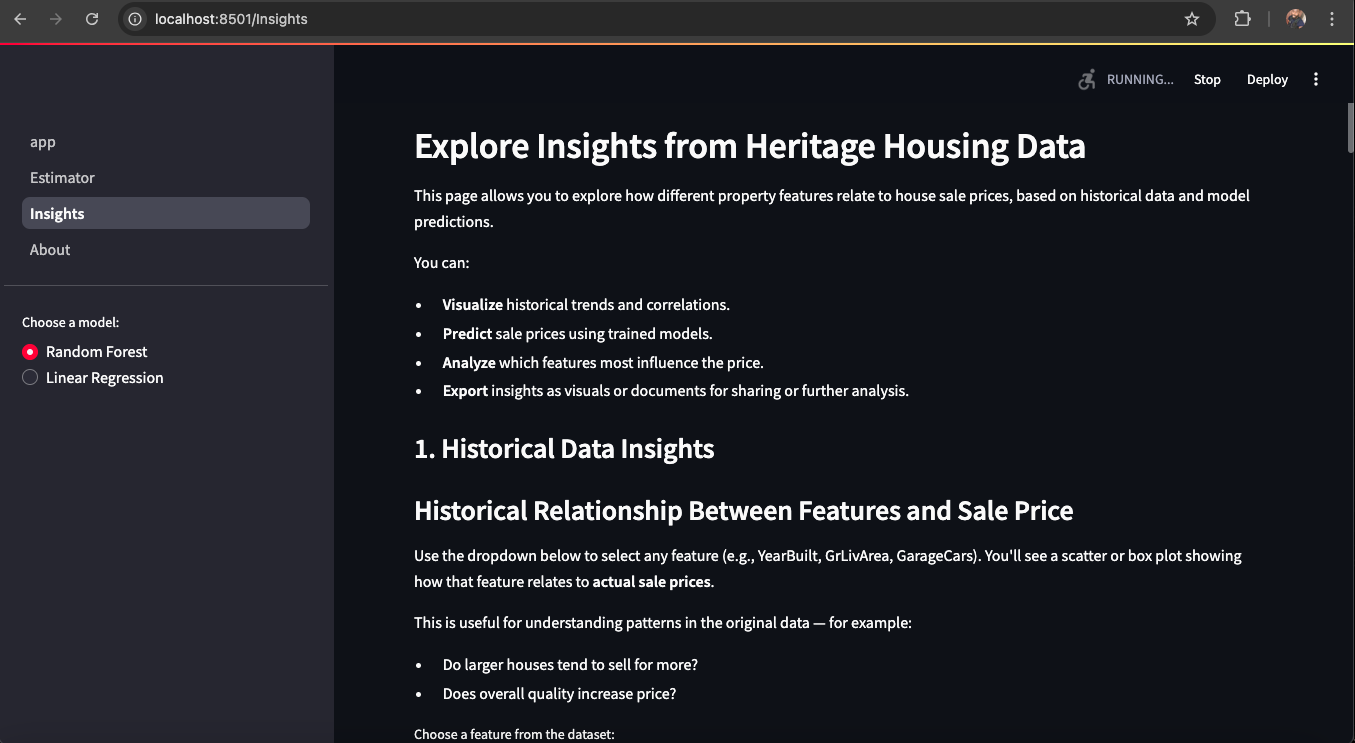 localhost:8501/Insights
RUNNING...
Stop
Deploy
app
Estimator
Insights
About
Choose a model:
Random Forest
Linear Regression
Explore Insights from Heritage Housing Data
This page allows you to explore how different property features relate to house sale prices, based on historical data and model
predictions.
You can:
• Visualize historical trends and correlations.
• Predict sale prices using trained models.
• Analyze which features most influence the price.
• Export insights as visuals or documents for sharing or further analysis.
1. Historical Data Insights
Historical Relationship Between Features and Sale Price
Use the dropdown below to select any feature (e.g., YearBuilt, GrLivArea, GarageCars). You'll see a scatter or box plot showing
how that feature relates to actual sale prices.
This is useful for understanding patterns in the original data — for example:
• Do larger houses tend to sell for more?
• Does overall quality increase price?
Choose a feature from the dataset: